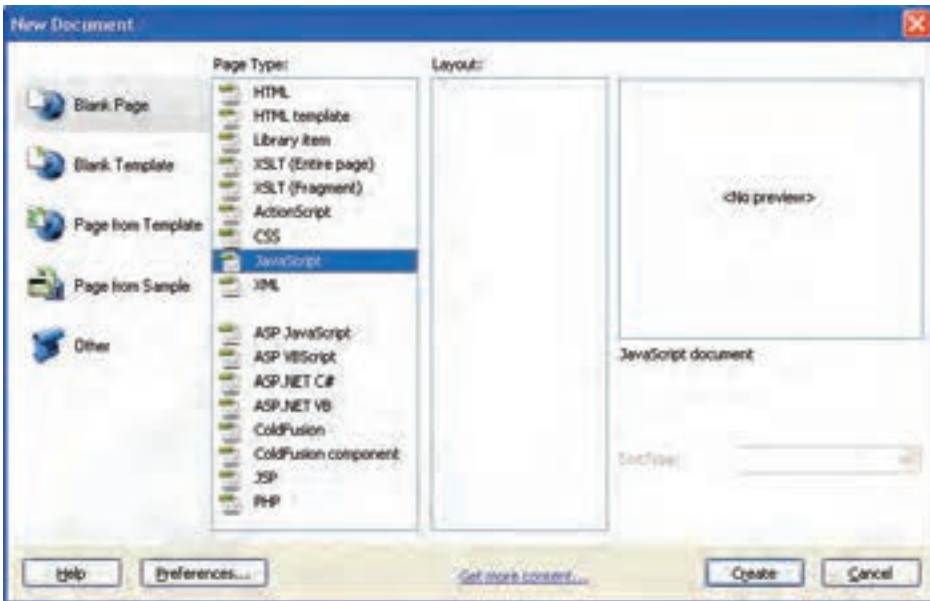 New Document
Blank Page
Blank Template
Page from Template
Page from Sample
Other
Page Type:
HTML
HTML template
Library item
XSLT (Entire page)
XSLT (Fragment)
ActionScript
CSS
JavaScript
XML
ASP JavaScript
ASP VBScript
ASP.NET C#
ASP.NET VB
ColdFusion
ColdFusion component
JSP
PHP
Layout:
<No preview>
JavaScript document
DocType:
Help
Preferences...
Get more content...
Create
Cancel